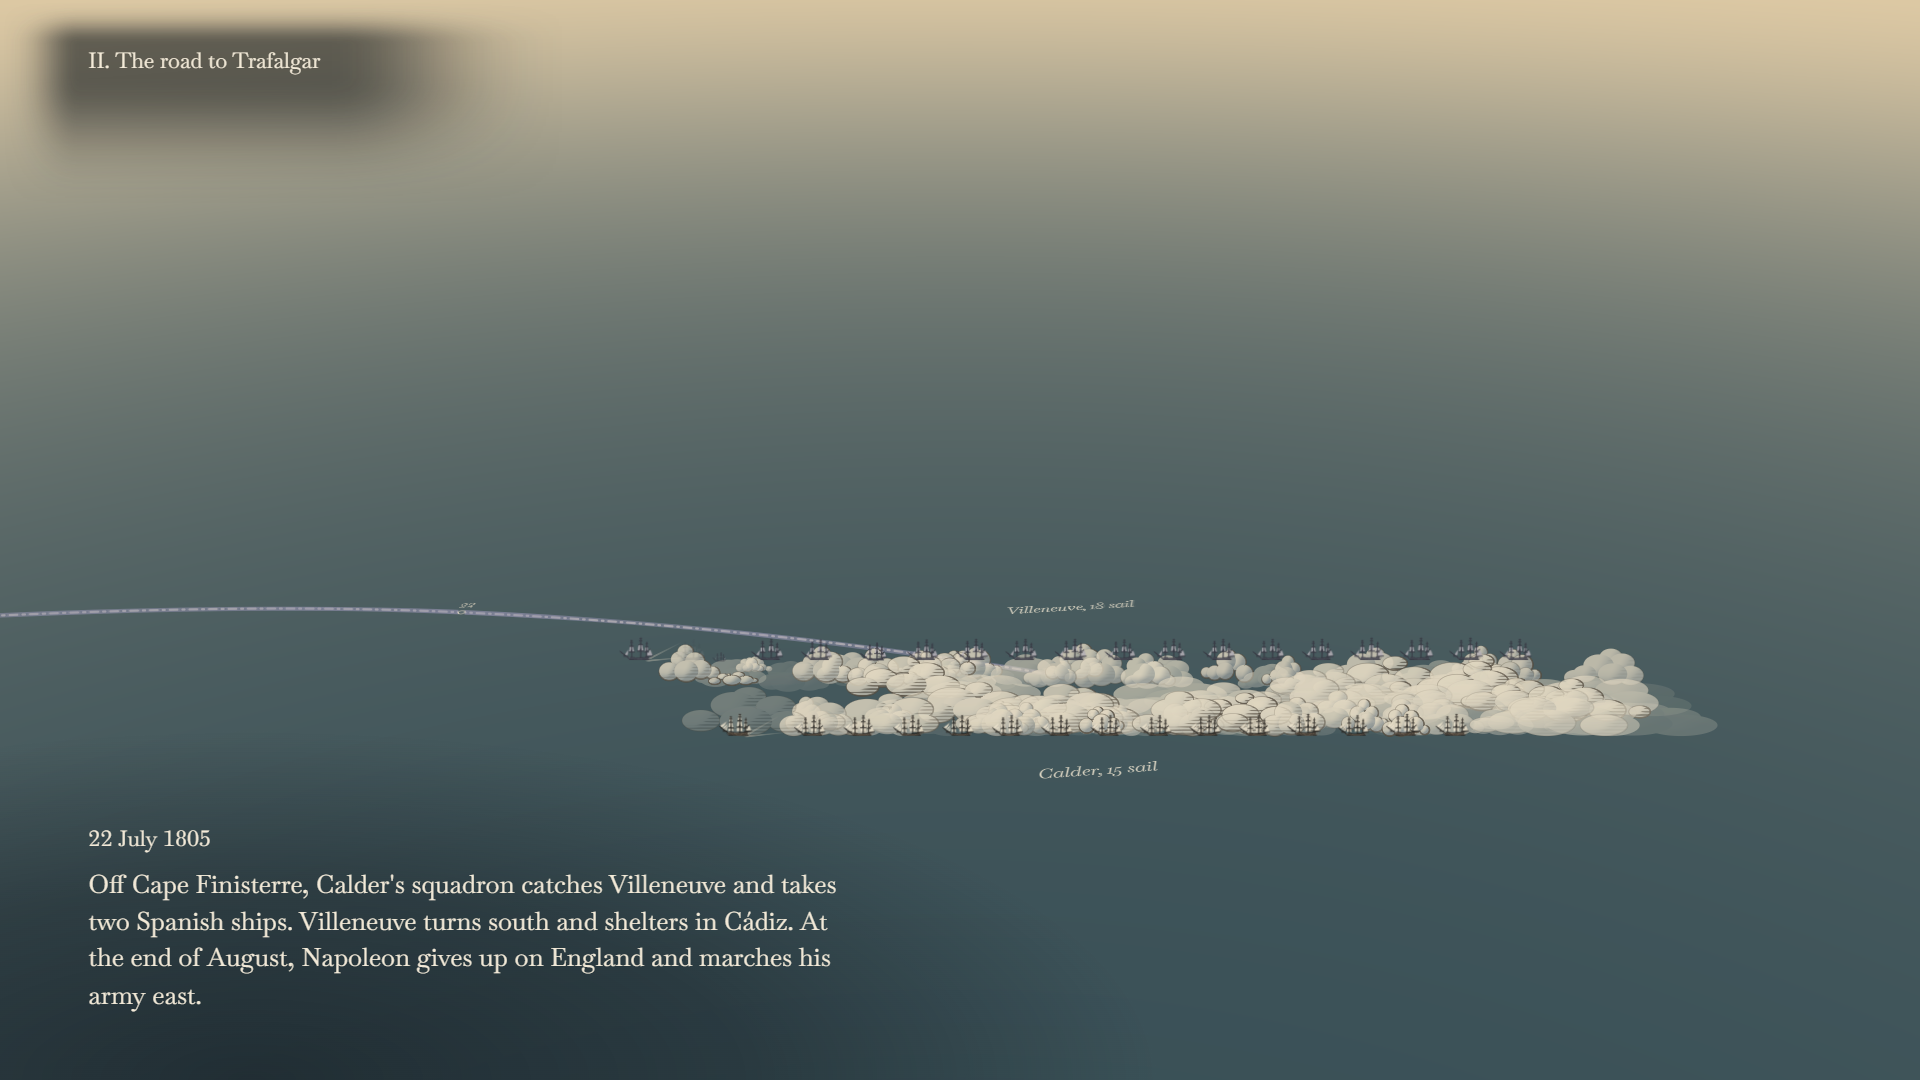 II. The road to Trafalgar
Villeneuve, 18 sail
Calder, 15 sail
22 July 1805
Off Cape Finisterre, Calder's squadron catches Villeneuve and takes
two Spanish ships. Villeneuve turns south and shelters in Cádiz. At
the end of August, Napoleon gives up on England and marches his
army east.